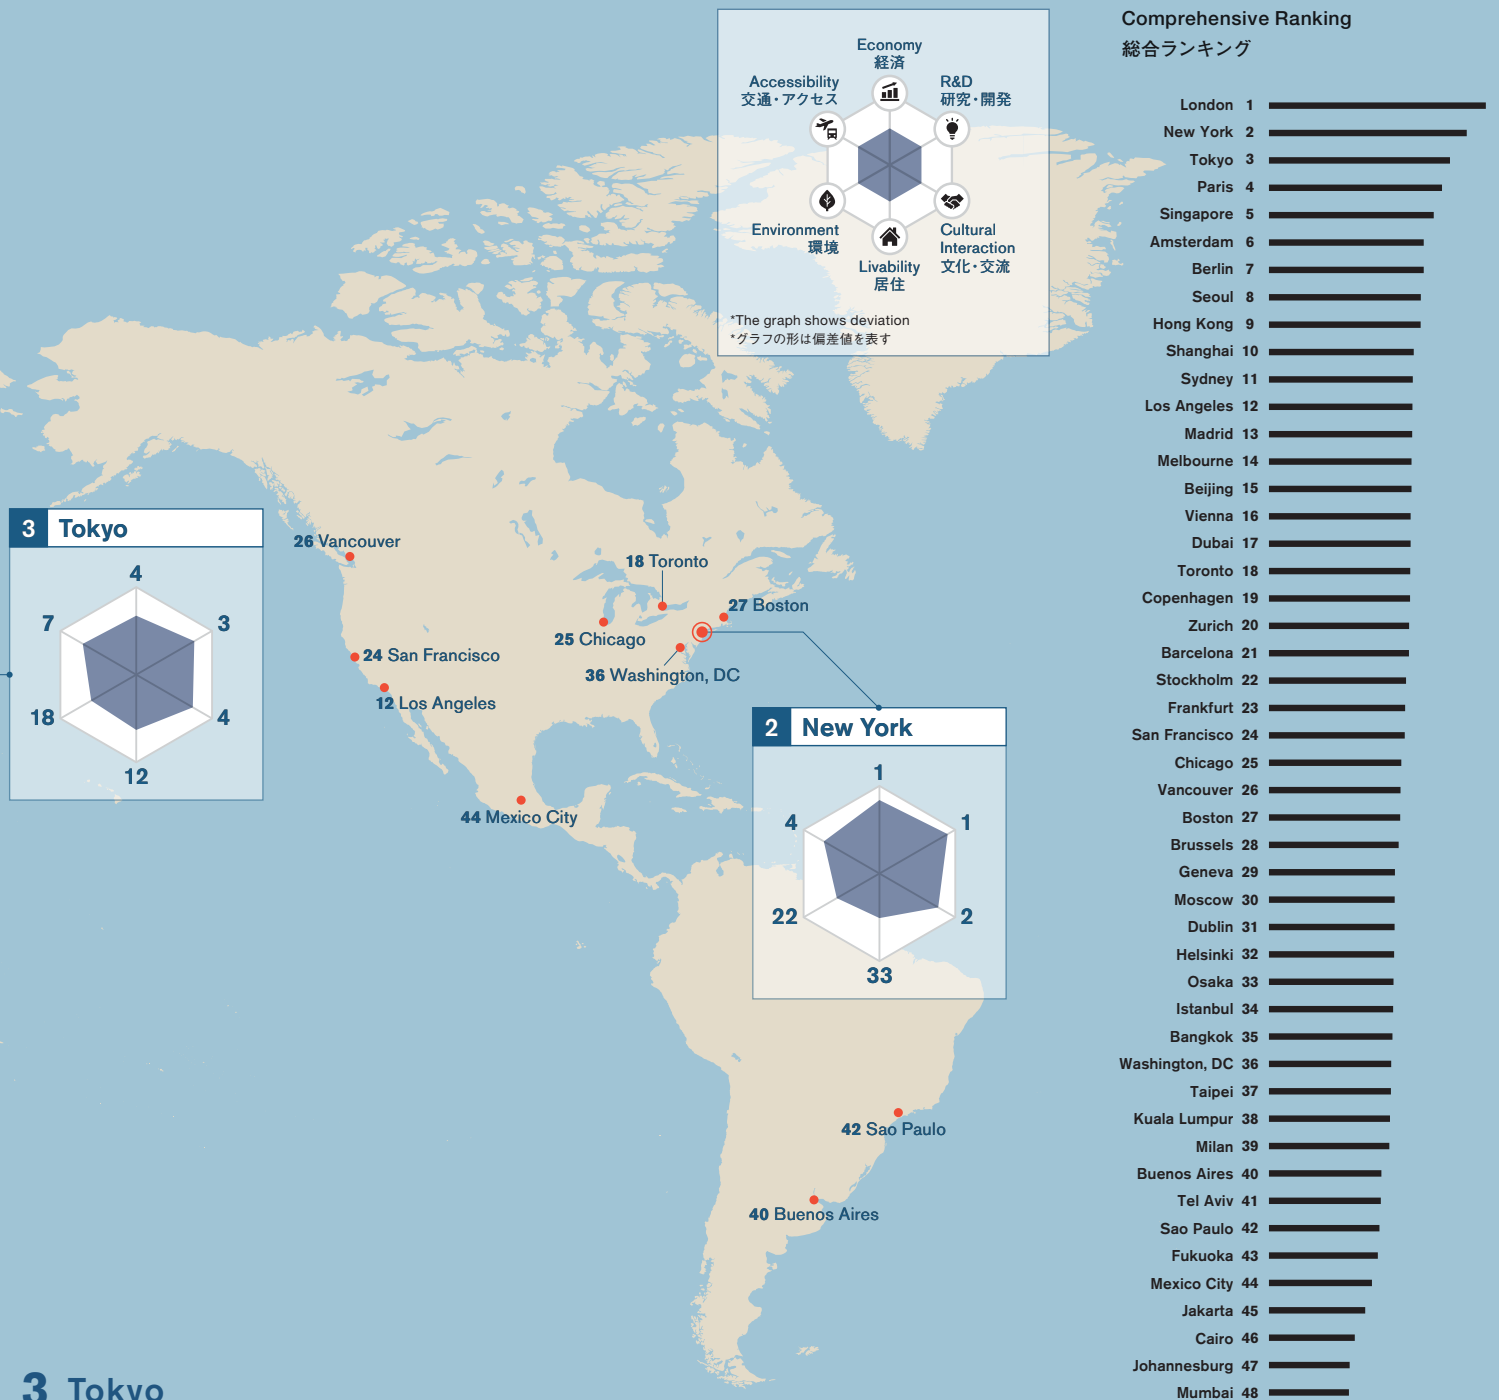 Economy
経済
Accessibility
交通・アクセス
R&D
研究・開発
Environment
環境
Cultural
Interaction
文化・交流
Livability
居住
*The graph shows deviation
*グラフの形は偏差値を表す
3 Tokyo
4
7
3
18
4
12
26 Vancouver
18 Toronto
27 Boston
25 Chicago
24 San Francisco
36 Washington, DC
12 Los Angeles
44 Mexico City
2 New York
1
4
1
22
2
33
42 Sao Paulo
40 Buenos Aires
3 Tokyo
Comprehensive Ranking
総合ランキング
London 1
New York 2
Tokyo 3
Paris 4
Singapore 5
Amsterdam 6
Berlin 7
Seoul 8
Hong Kong 9
Shanghai 10
Sydney 11
Los Angeles 12
Madrid 13
Melbourne 14
Beijing 15
Vienna 16
Dubai 17
Toronto 18
Copenhagen 19
Zurich 20
Barcelona 21
Stockholm 22
Frankfurt 23
San Francisco 24
Chicago 25
Vancouver 26
Boston 27
Brussels 28
Geneva 29
Moscow 30
Dublin 31
Helsinki 32
Osaka 33
Istanbul 34
Bangkok 35
Washington, DC 36
Taipei 37
Kuala Lumpur 38
Milan 39
Buenos Aires 40
Tel Aviv 41
Sao Paulo 42
Fukuoka 43
Mexico City 44
Jakarta 45
Cairo 46
Johannesburg 47
Mumbai 48